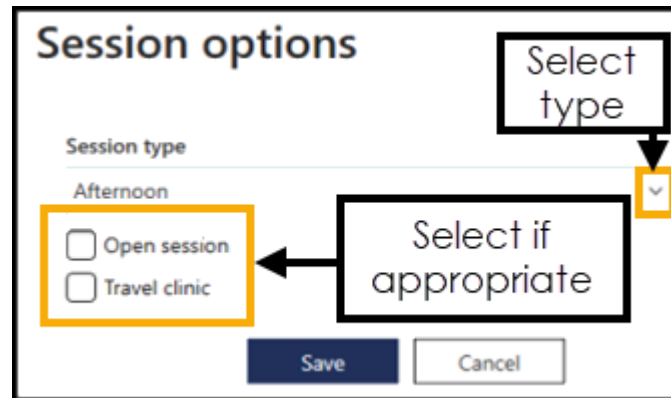 Session options
Select
type
Session type
Afternoon
Open session
Travel clinic
Select if
appropriate
Save
Cancel